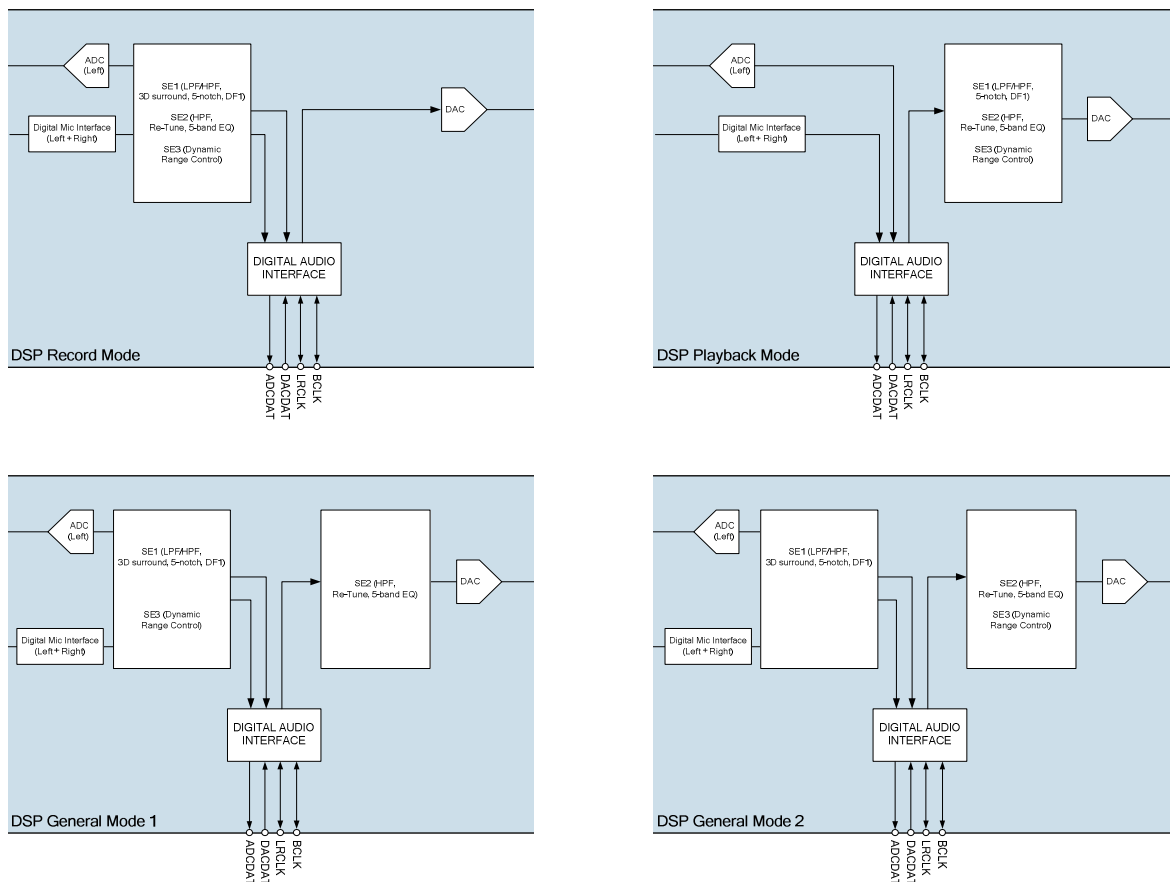 ADC
(Left)
Digital Mic Interface
(Left + Right)
SE1 (LPF/HPF,
3D surround, 5-notch, DF1)
SE2 (HPF,
Re-Tune, 5-band EQ)
SE3 (Dynamic
Range Control)
DAC
DIGITAL AUDIO
INTERFACE
DSP Record Mode
ADCDAT
DACDAT
LRCLK
BCLK
ADC
(Left)
Digital Mic Interface
(Left + Right)
SE1 (LPF/HPF,
5-notch, DF1)
SE2 (HPF,
Re-Tune, 5-band EQ)
SE3 (Dynamic
Range Control)
DAC
DIGITAL AUDIO
INTERFACE
DSP Playback Mode
ADCDAT
DACDAT
LRCLK
BCLK
ADC
(Left)
Digital Mic Interface
(Left + Right)
SE1 (LPF/HPF,
3D surround, 5-notch, DF1)
SE3 (Dynamic
Range Control)
SE2 (HPF,
Re-Tune, 5-band EQ)
DAC
DIGITAL AUDIO
INTERFACE
DSP General Mode 1
ADCDAT
DACDAT
LRCLK
BCLK
ADC
(Left)
Digital Mic Interface
(Left + Right)
SE1 (LPF/HPF,
3D surround, 5-notch, DF1)
SE2 (HPF,
Re-Tune, 5-band EQ)
SE3 (Dynamic
Range Control)
DAC
DIGITAL AUDIO
INTERFACE
DSP General Mode 2
ADCDAT
DACDAT
LRCLK
BCLK